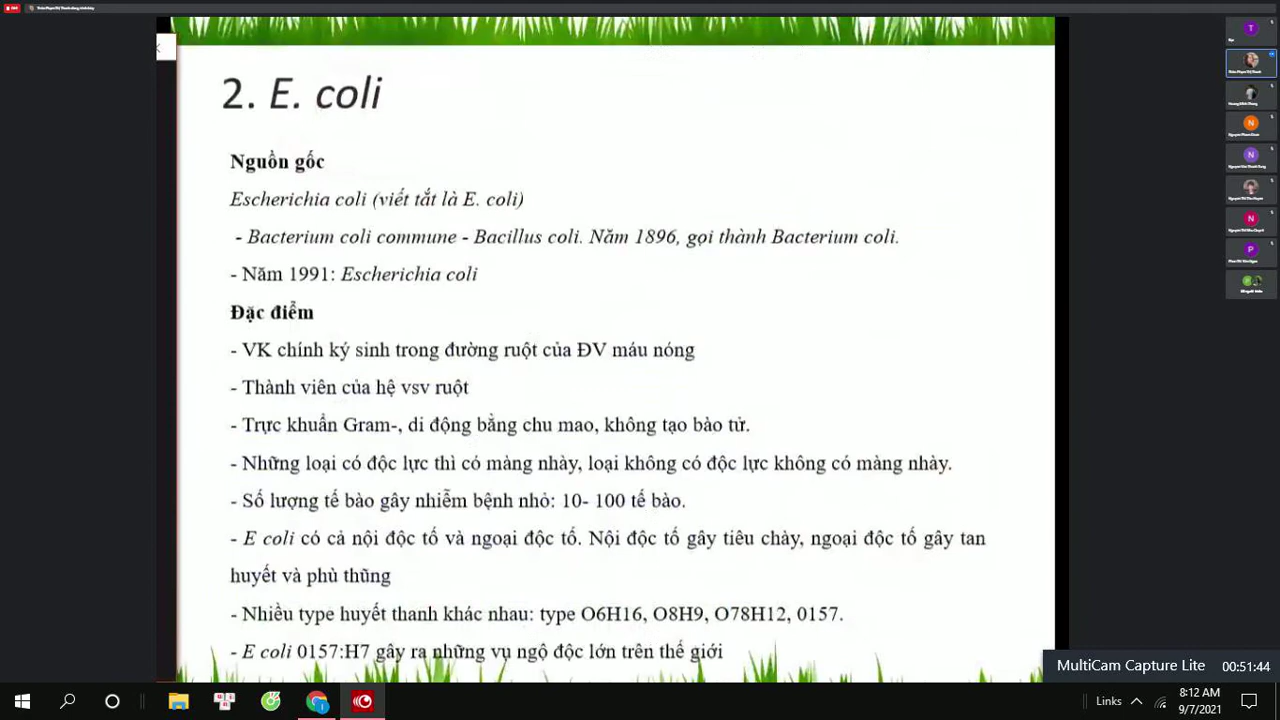 2. E. coli
Nguồn gốc
Escherichia coli (viết tắt là E. coli)
- Bacterium coli commune - Bacillus coli. Năm 1896, gọi thành Bacterium coli.
- Năm 1991: Escherichia coli
Đặc điểm
- VK chính ký sinh trong đường ruột của ĐV máu nóng
- Thành viên của hệ vsv ruột
- Trực khuẩn Gram-, di động bằng chu mao, không tạo bào tử.
- Những loại có độc lực thì có màng nhày, loại không có độc lực không có màng nhày.
- Số lượng tế bào gây nhiễm bệnh nhỏ: 10- 100 tế bào.
- E coli có cả nội độc tố và ngoại độc tố. Nội độc tố gây tiêu chảy, ngoại độc tố gây tan
huyết và phù thũng
- Nhiều type huyết thanh khác nhau: type O6H16, O8H9, O78H12, 0157.
- E coli 0157:H7 gây ra những vụ ngộ độc lớn trên thế giới
T
N
N
N
P
MultiCam Capture Lite 00:51:44
Links
8:12 AM
9/7/2021